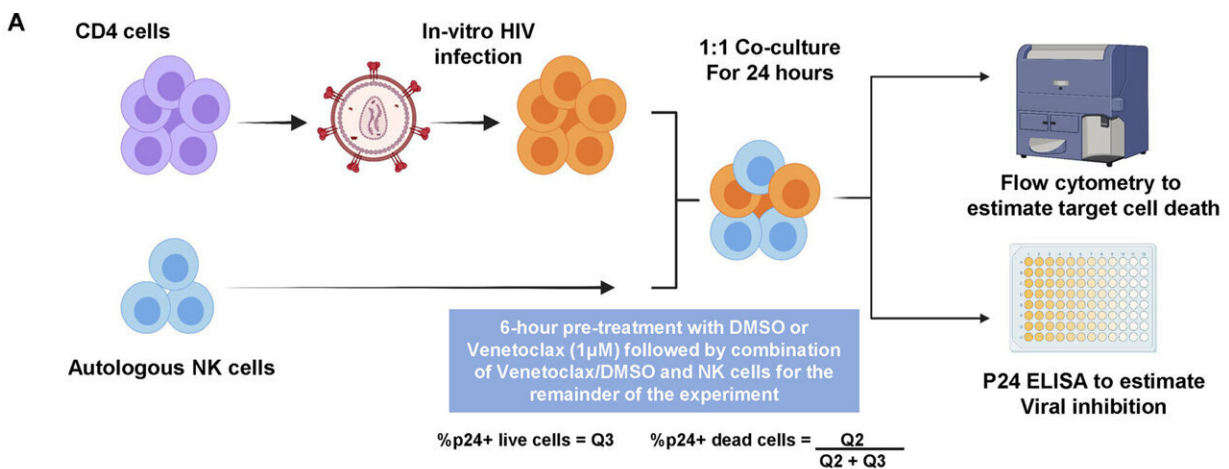 A
CD4 cells
In-vitro HIV
infection
1:1 Co-culture
For 24 hours
Flow cytometry to
estimate target cell death
Autologous NK cells
6-hour pre-treatment with DMSO or
Venetoclax (1µM) followed by combination
of Venetoclax/DMSO and NK cells for the
remainder of the experiment
P24 ELISA to estimate
Viral inhibition
%p24+ live cells = Q3
%p24+ dead cells = Q2
Q2 + Q3